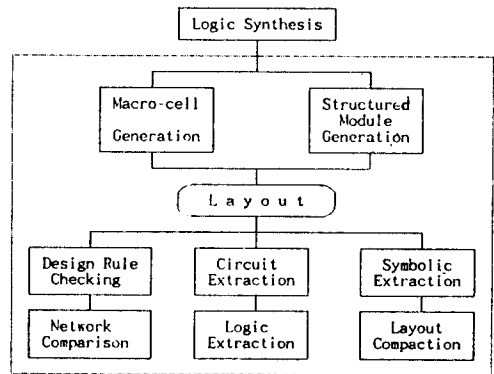 Logic Synthesis
Macro-cell
Generation
Structured
Module
Generation
Layout
Design Rule
Checking
Circuit
Extraction
Symbolic
Extraction
Network
Comparison
Logic
Extraction
Layout
Compaction